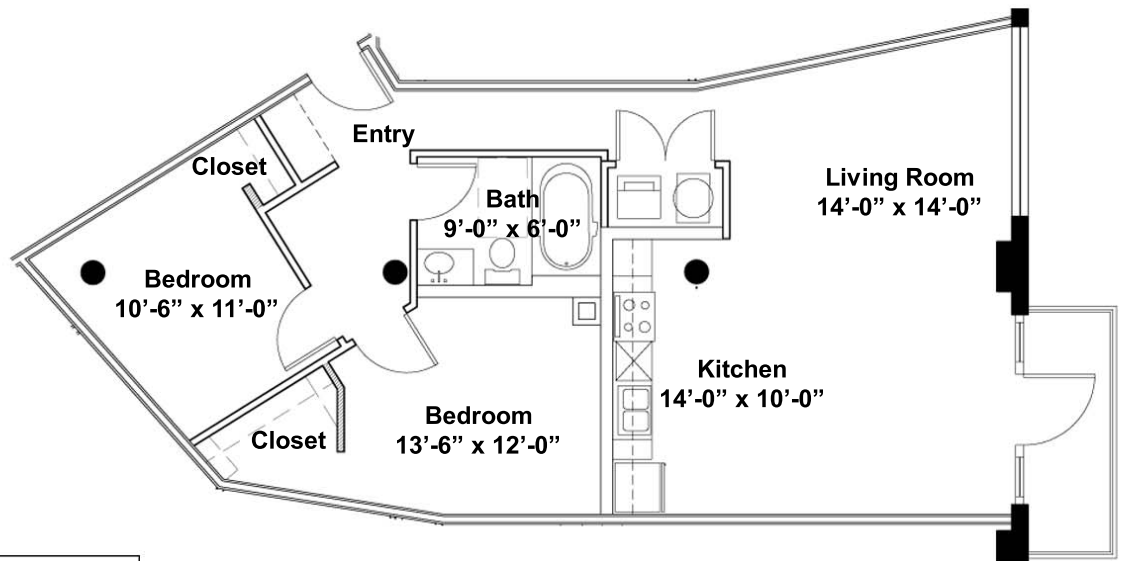 Entry
Closet
Bath
9’-0” x 6’-0”
Living Room
14’-0” x 14’-0”
Bedroom
10’-6” x 11’-0”
Kitchen
14’-0” x 10’-0”
Bedroom
13’-6” x 12’-0”
Closet